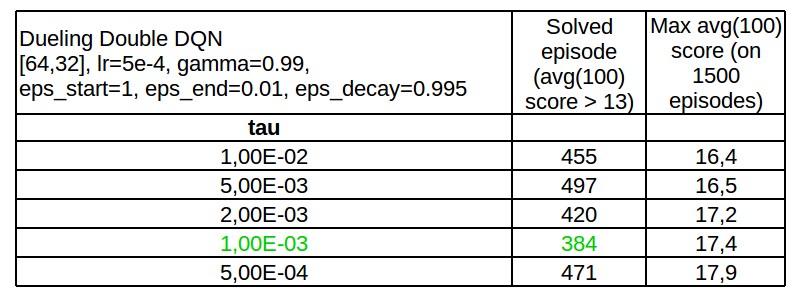 Dueling Double DQN
[64,32], lr=5e-4, gamma=0.99,
eps_start=1, eps_end=0.01, eps_decay=0.995
Solved
episode
(avg(100)
score > 13)
Max avg(100)
score (on
1500
episodes)
tau
1,00E-02 455 16,4
5,00E-03 497 16,5
2,00E-03 420 17,2
1,00E-03 384 17,4
5,00E-04 471 17,9